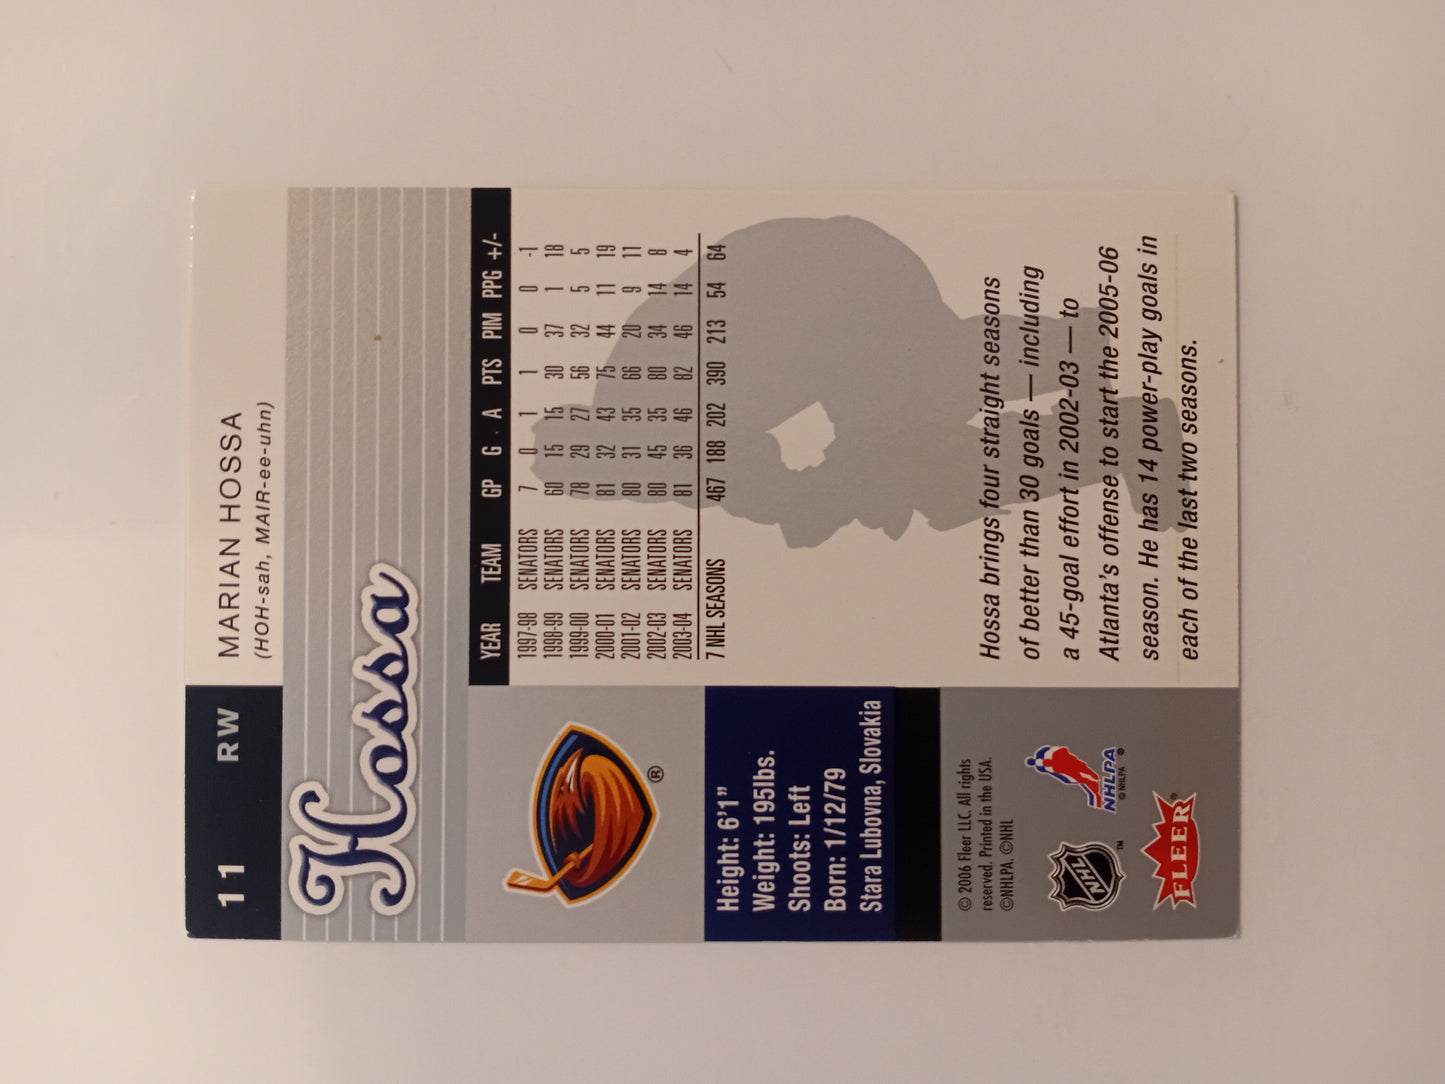 11 RW MARIAN HOSSA
(HOH-sah, MAIR-ee-uhn)
Hossa
YEAR TEAM GP G A PTS PIM PPG +/-
1997-98 SENATORS 7 0 1 1 0 0 -1
1998-99 SENATORS 60 15 15 30 37 1 18
1999-00 SENATORS 78 29 27 56 32 5 5
2000-01 SENATORS 81 32 43 75 44 11 19
2001-02 SENATORS 80 31 35 66 20 9 11
2002-03 SENATORS 80 45 35 80 34 14 8
2003-04 SENATORS 81 36 46 82 46 14 4
7 NHL SEASONS 467 188 202 390 213 54 64
®
Height: 6'1"
Weight: 195lbs.
Shoots: Left
Born: 1/12/79
Stara Lubovna, Slovakia
Hossa brings four straight seasons
of better than 30 goals — including
a 45-goal effort in 2002-03 — to
Atlanta's offense to start the 2005-06
season. He has 14 power-play goals in
each of the last two seasons.
© 2006 Fleer LLC. All rights
reserved. Printed in the USA.
©NHLPA. ©NHL
NHL ™
NHLPA ®
© NHLPA
FLEER ®